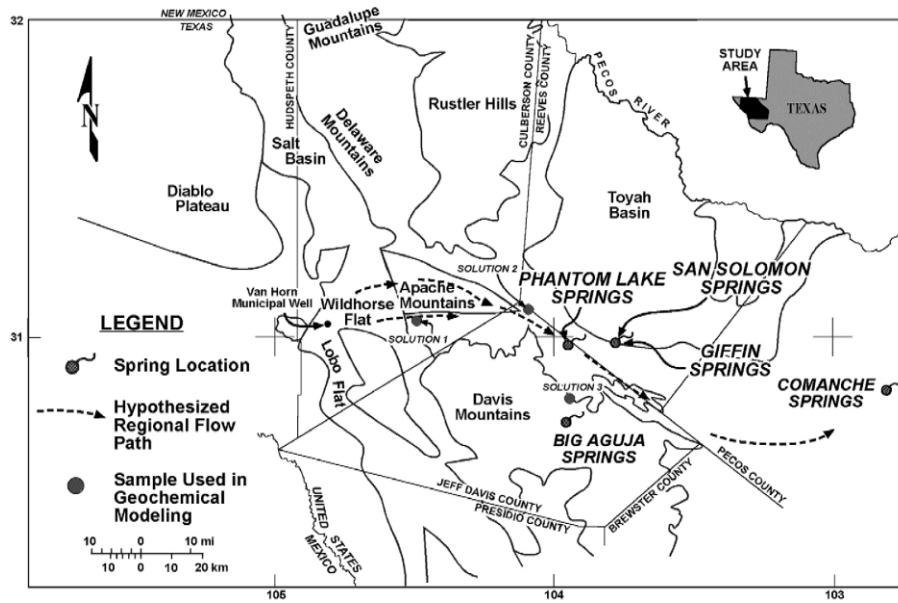 32
NEW MEXICO
TEXAS
Guadalupe
Mountains
HUDSPETH COUNTY
Delaware
Mountains
Salt
Basin
Rustler Hills
CULBERSON COUNTY
REEVES COUNTY
PECOS
RIVER
STUDY
AREA
TEXAS
N
Diablo
Plateau
Toyah
Basin
SOLUTION 2
PHANTOM LAKE
SPRINGS
SAN SOLOMON
SPRINGS
Van Horn
Municipal Well
Wildhorse
Flat
Apache
Mountains
31
SOLUTION 1
GIFFIN
SPRINGS
LEGEND
Spring Location
Hypothesized
Regional Flow
Path
Sample Used in
Geochemical
Modeling
10 0 10 mi
10 0 10 20 km
Lobo Flat
Davis
Mountains
SOLUTION 3
BIG AGUJA
SPRINGS
COMANCHE
SPRINGS
JEFF DAVIS COUNTY
PRESIDIO COUNTY
BREWSTER COUNTY
PECOS COUNTY
UNITED STATES
MEXICO
105
104
103